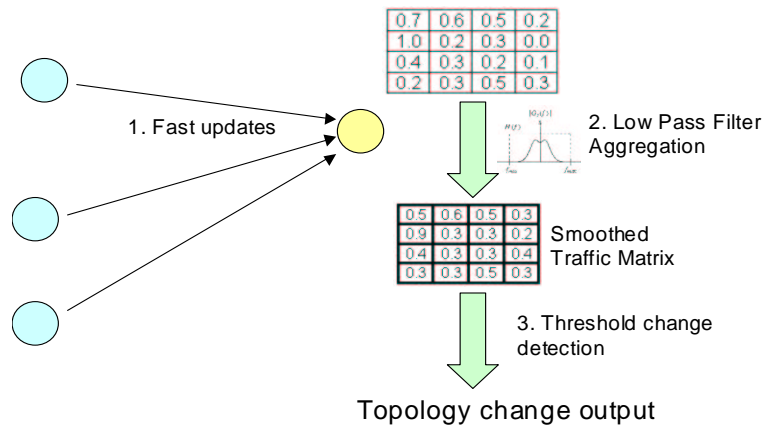 0.7 0.6 0.5 0.2
1.0 0.2 0.3 0.0
0.4 0.3 0.2 0.1
0.2 0.3 0.5 0.3
1. Fast updates
2. Low Pass Filter
Aggregation
0.5 0.6 0.5 0.3
0.9 0.3 0.3 0.2
0.4 0.3 0.3 0.4
0.3 0.3 0.5 0.3
Smoothed
Traffic Matrix
3. Threshold change
detection
Topology change output